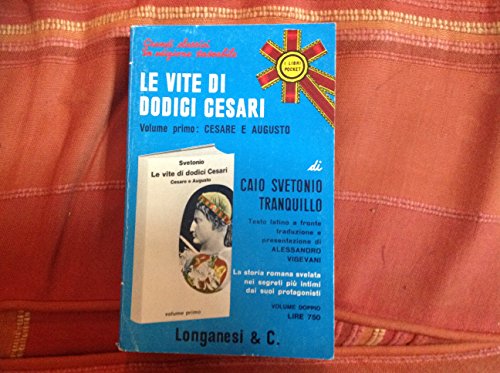 Grandi classici
in edizione tascabile
I LIBRI
POCKET
LE VITE DI
DODICI CESARI
Volume primo: CESARE E AUGUSTO
Svetonio
Le vite di dodici Cesari
Cesare e Augusto
volume primo
di
CAIO SVETONIO
TRANQUILLO
Testo latino a fronte
traduzione e
presentazione di
ALESSANDRO
VIGEVANI
La storia romana svelata
nei segreti più intimi
dai suoi protagonisti
VOLUME DOPPIO
LIRE 750
Longanesi & C.